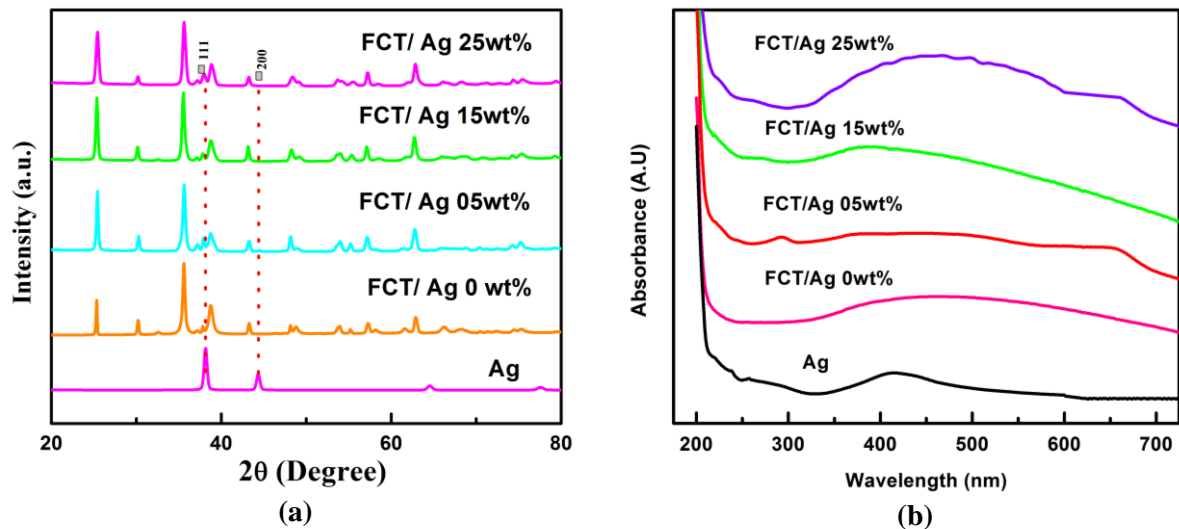 111
200
FCT/ Ag 25wt%
FCT/ Ag 15wt%
FCT/ Ag 05wt%
FCT/ Ag 0 wt%
Ag
Intensity (a.u.)
20 40 60 80
2θ (Degree)
(a)
FCT/Ag 25wt%
FCT/Ag 15wt%
FCT/Ag 05wt%
FCT/Ag 0wt%
Ag
Absorbance (A.U)
200 300 400 500 600 700
Wavelength (nm)
(b)